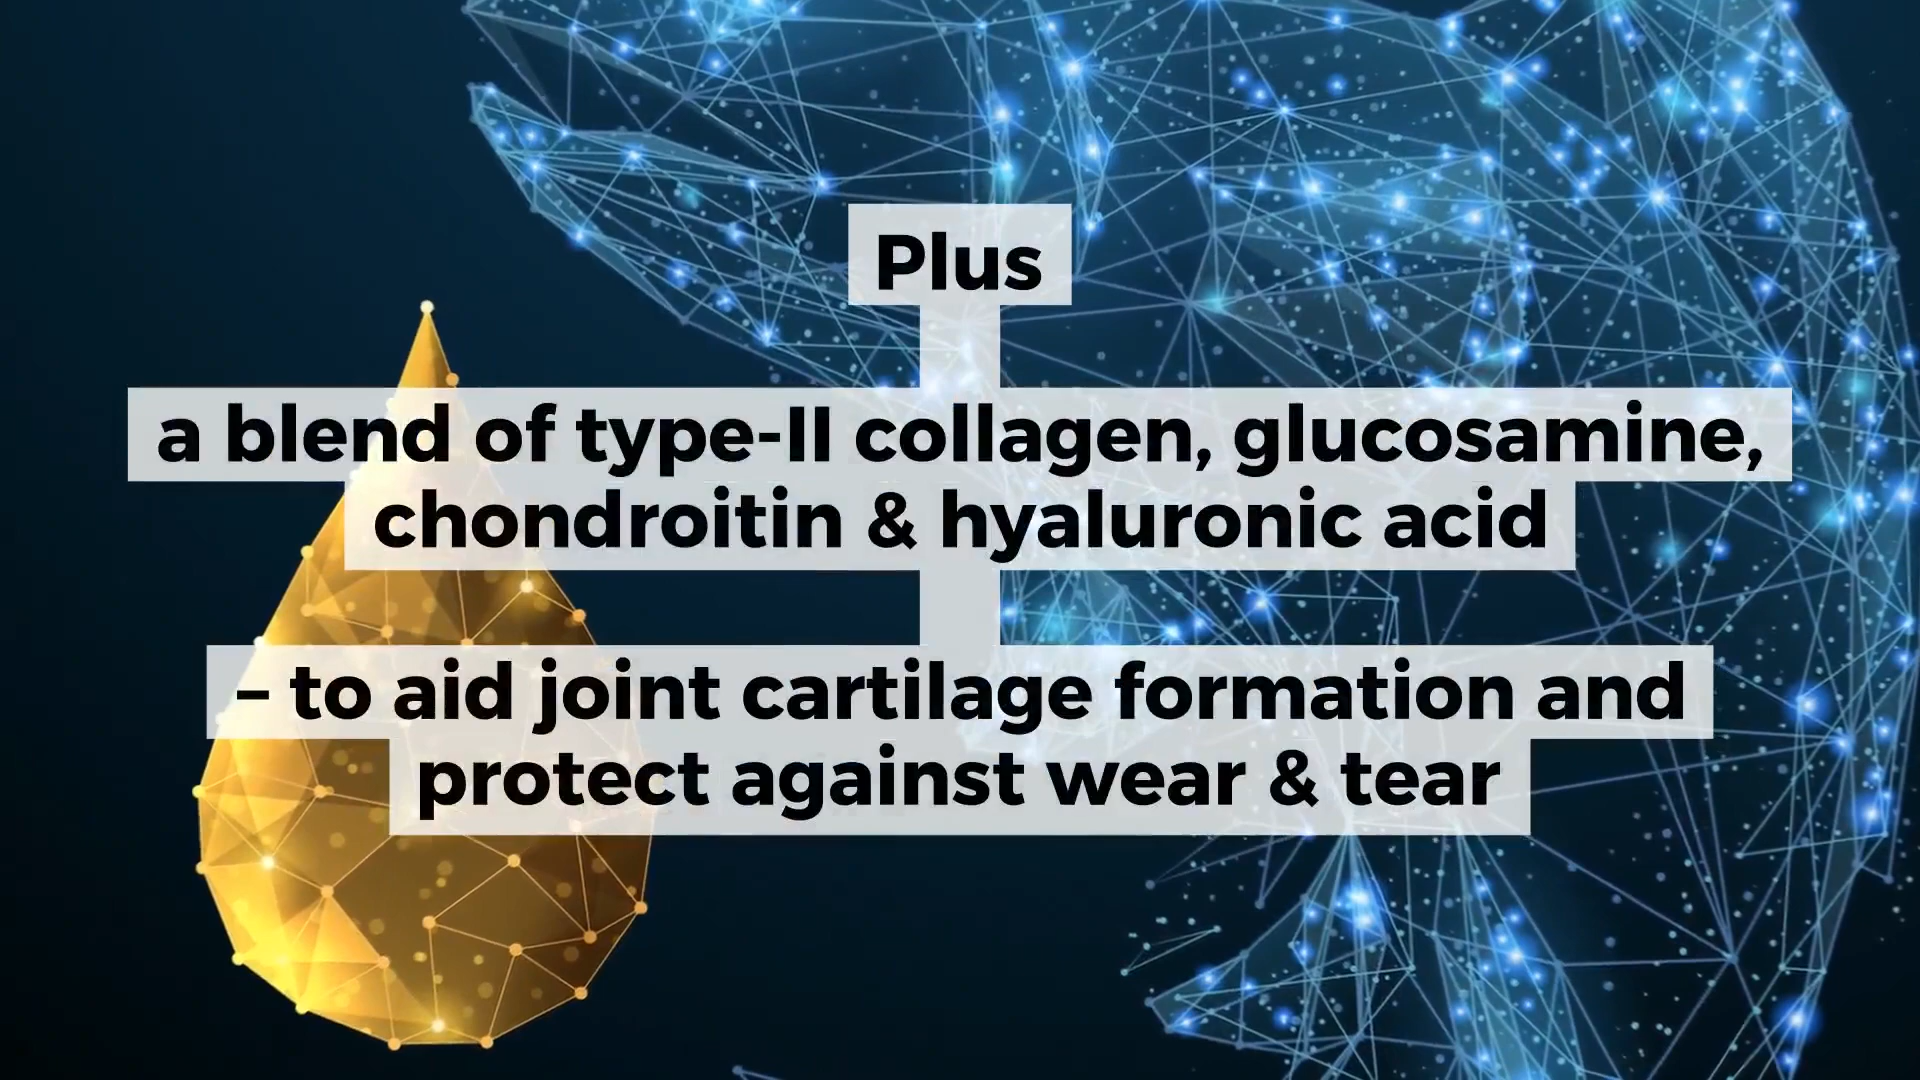 Plus
a blend of type-II collagen, glucosamine,
chondroitin & hyaluronic acid
– to aid joint cartilage formation and
protect against wear & tear